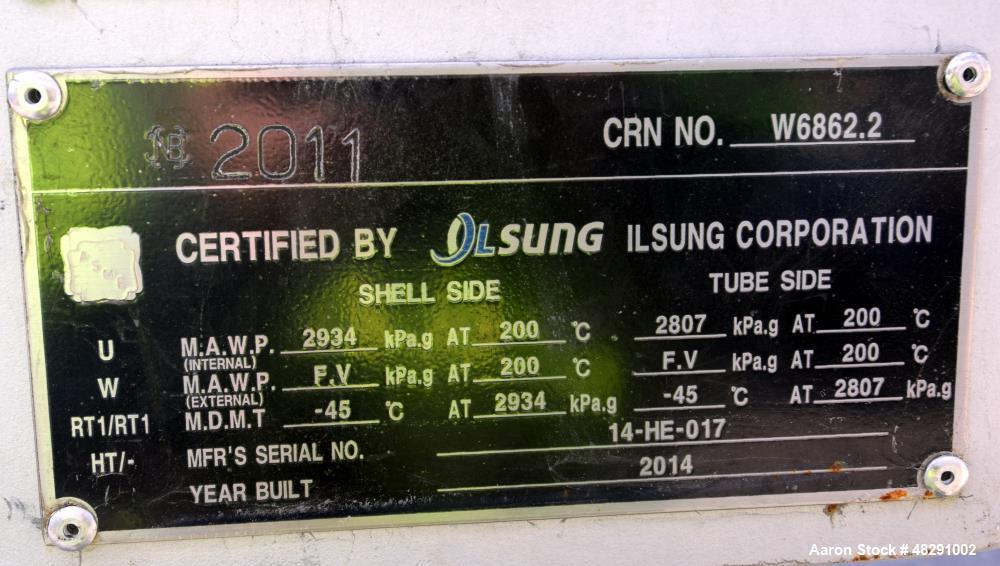 NB 2011 CRN NO. W6862.2
ASME CERTIFIED BY ILSUNG ILSUNG CORPORATION
SHELL SIDE TUBE SIDE
U M.A.W.P. 2934 kPa.g AT 200 °C 2807 kPa.g AT 200 °C
(INTERNAL)
W M.A.W.P. F.V kPa.g AT 200 °C F.V kPa.g AT 200 °C
(EXTERNAL)
RT1/RT1 M.D.M.T -45 °C AT 2934 kPa.g -45 °C AT 2807 kPa.g
HT/- MFR'S SERIAL NO. 14-HE-017
YEAR BUILT 2014
Aaron Stock # 48291002